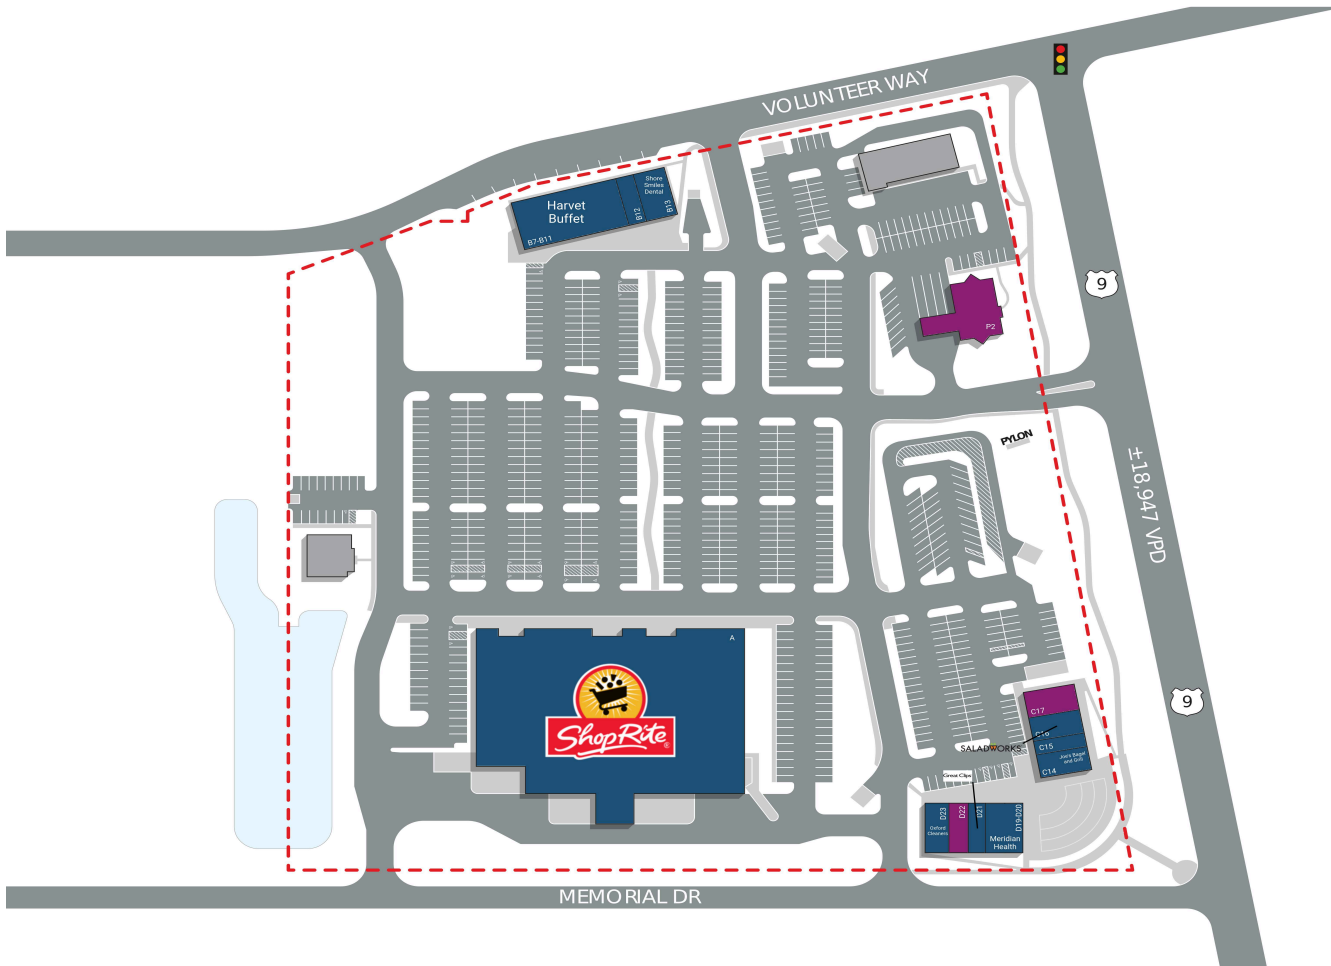 VOLUNTEER WAY
Shore
Smiles
Dental
Harvet
Buffet
B7-B11
B12
B13
9
P2
PYLON
±18,947 VPD
A
ShopRite
®
9
C17
C16
SALADWORKS
C15
Joe's Bagel
and Grill
C14
Great Clips
D23
D22
D21
D19-D20
Oxford
Cleaners
Meridian
Health
MEMORIAL DR